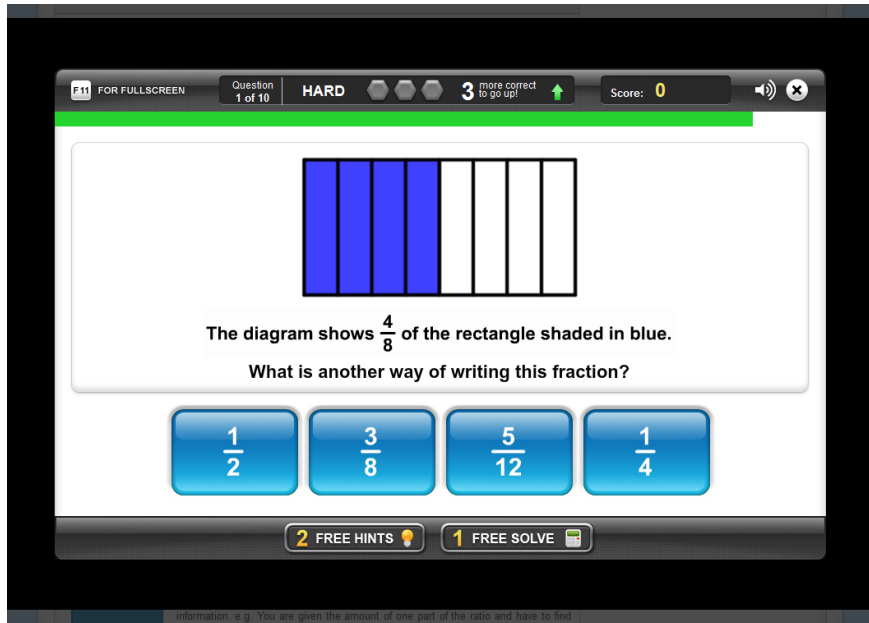 F11 FOR FULLSCREEN
Question
1 of 10
HARD
3 more correct
to go up!
Score: 0
The diagram shows 4/8 of the rectangle shaded in blue.
What is another way of writing this fraction?
1/2
3/8
5/12
1/4
2 FREE HINTS
1 FREE SOLVE
information. e.g. You are given the amount of one part of the ratio and have to find